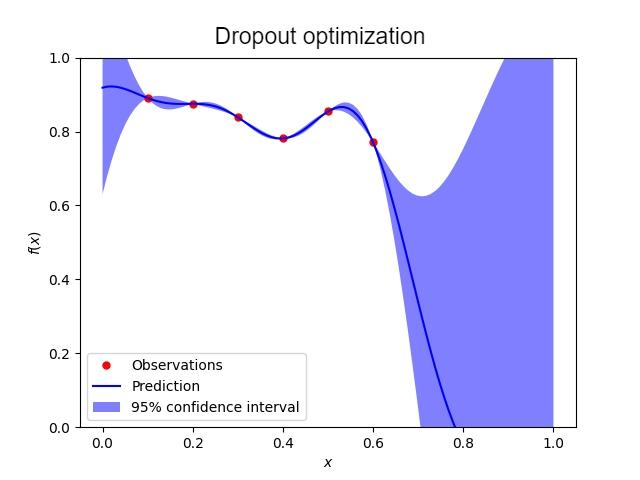 Dropout optimization
1.0
0.8
0.6
0.4
0.2
0.0
f(x)
Observations
Prediction
95% confidence interval
0.0 0.2 0.4 0.6 0.8 1.0
x